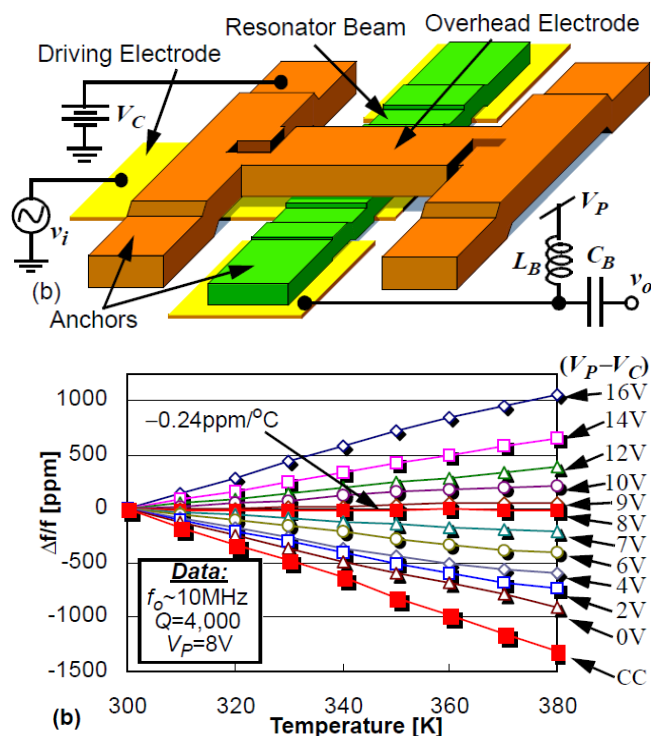 Resonator Beam
Overhead Electrode
Driving Electrode
V_C
v_i
V_P
L_B
C_B
v_o
(b)
Anchors
(V_P–V_C)
1000
500
0
-500
-1000
-1500
Δf/f [ppm]
–0.24ppm/°C
16V
14V
12V
10V
9V
8V
7V
6V
4V
2V
0V
CC
Data:
f_o~10MHz
Q=4,000
V_P=8V
300
320
340
360
380
(b)
Temperature [K]